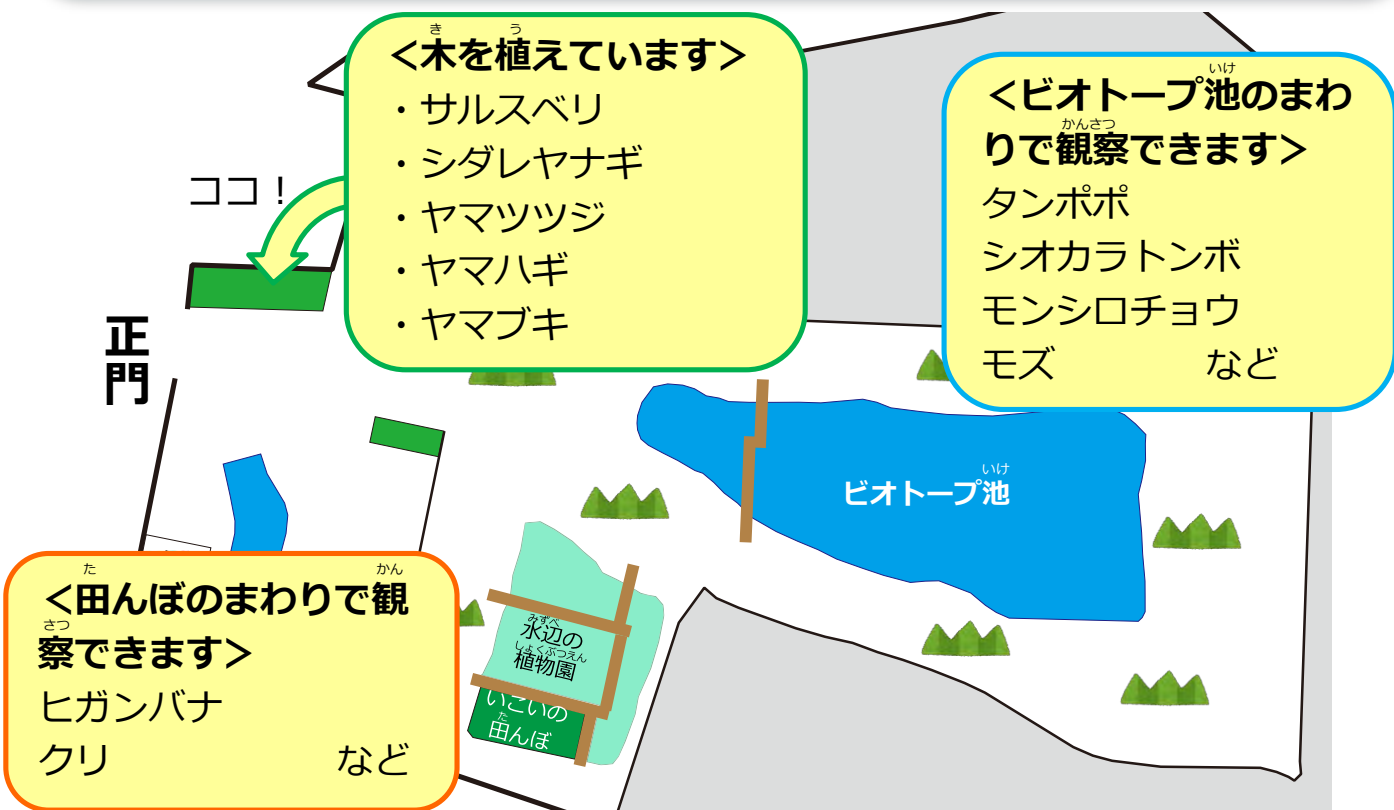 <木を植えています>
・サルスベリ
・シダレヤナギ
・ヤマツツジ
・ヤマハギ
・ヤマブキ
<ビオトープ池のまわ
りで観察できます>
タンポポ
シオカラトンボ
モンシロチョウ
モズ など
ココ！
正門
ビオトープ池
水辺の
植物園
いこいの
田んぼ
<田んぼのまわりで観
察できます>
ヒガンバナ
クリ など